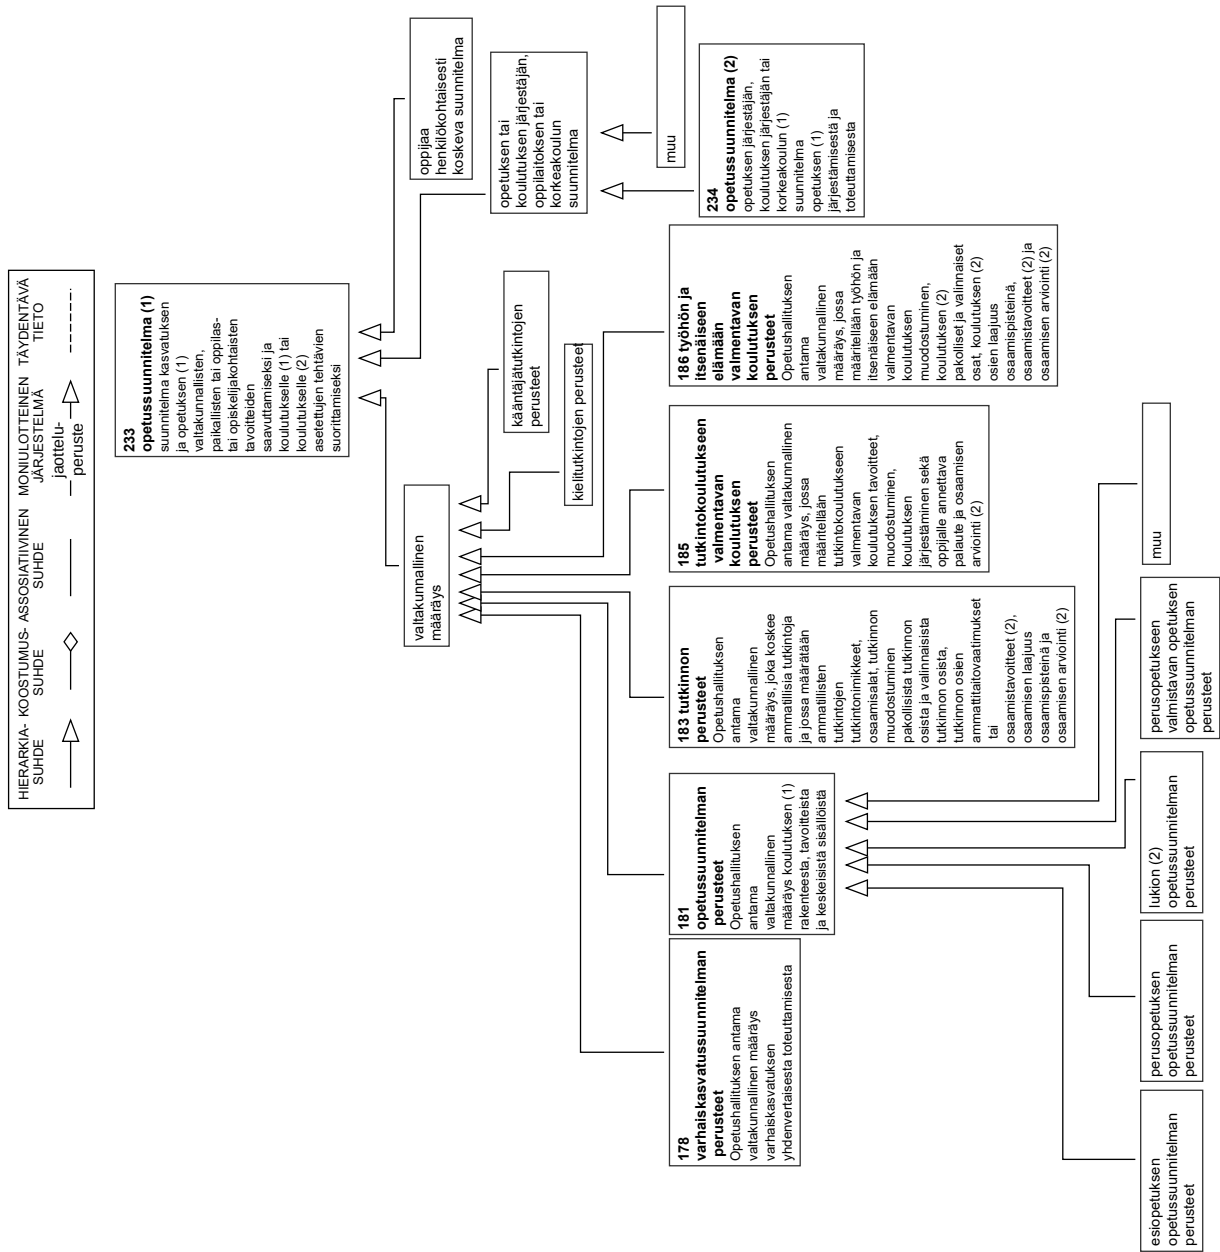 HIERARKIA-
SUHDE
KOOSTUMUS-
SUHDE
ASSOSIATIIVINEN
SUHDE
MONIULOTTEINEN
JÄRJESTELMÄ
jaottelu-
peruste
TÄYDENTÄVÄ
TIETO
233
opetussuunnitelma (1)
suunnitelma kasvatuksen
ja opetuksen (1)
valtakunnallisten,
paikallisten tai oppilas-
tai opiskelijakohtaisten
tavoitteiden
saavuttamiseksi ja
koulutukselle (1) tai
koulutukselle (2)
asetettujen tehtävien
suorittamiseksi
valtakunnallinen
määräys
opetuksen tai
koulutuksen järjestäjän,
oppilaitoksen tai
korkeakoulun
suunnitelma
oppijaa
henkilökohtaisesti
koskeva suunnitelma
kielitutkintojen perusteet
kääntäjätutkintojen
perusteet
178
varhaiskasvatussuunnitelman
perusteet
Opetushallituksen antama
valtakunnallinen määräys
varhaiskasvatuksen
yhdenvertaisesta toteuttamisesta
181
opetussuunnitelman
perusteet
Opetushallituksen
antama
valtakunnallinen
määräys koulutuksen (1)
rakenteesta, tavoitteista
ja keskeisistä sisällöistä
183 tutkinnon
perusteet
Opetushallituksen
antama
valtakunnallinen
määräys, joka koskee
ammatillisia tutkintoja
ja jossa määrätään
ammatillisten
tutkintojen
tutkintonimikkeet,
osaamisalat, tutkinnon
muodostuminen
pakollisista tutkinnon
osista ja valinnaisista
tutkinnon osista,
tutkinnon osien
ammattitaitovaatimukset
tai
osaamistavoitteet (2),
osaamisen laajuus
osaamispisteinä ja
osaamisen arviointi (2)
185
tutkintokoulutukseen
valmentavan
koulutuksen
perusteet
Opetushallituksen
antama valtakunnallinen
määräys, jossa
määritellään
tutkintokoulutukseen
valmentavan
koulutuksen tavoitteet,
muodostuminen,
koulutuksen
järjestäminen sekä
oppijalle annettava
palaute ja osaamisen
arviointi (2)
186 työhön ja
itsenäiseen
elämään
valmentavan
koulutuksen
perusteet
Opetushallituksen
antama
valtakunnallinen
määräys, jossa
määritellään työhön ja
itsenäiseen elämään
valmentavan
koulutuksen
muodostuminen,
koulutuksen (2)
pakolliset ja valinnaiset
osat, koulutuksen (2)
osien laajuus
osaamispisteinä,
osaamistavoitteet (2) ja
osaamisen arviointi (2)
234
opetussuunnitelma (2)
opetuksen järjestäjän,
koulutuksen järjestäjän tai
korkeakoulun (1)
suunnitelma
opetuksen (1)
järjestämisestä ja
toteuttamisesta
muu
esiopetuksen
opetussuunnitelman
perusteet
perusopetuksen
opetussuunnitelman
perusteet
lukion (2)
opetussuunnitelman
perusteet
perusopetukseen
valmistavan opetuksen
opetussuunnitelman
perusteet
muu